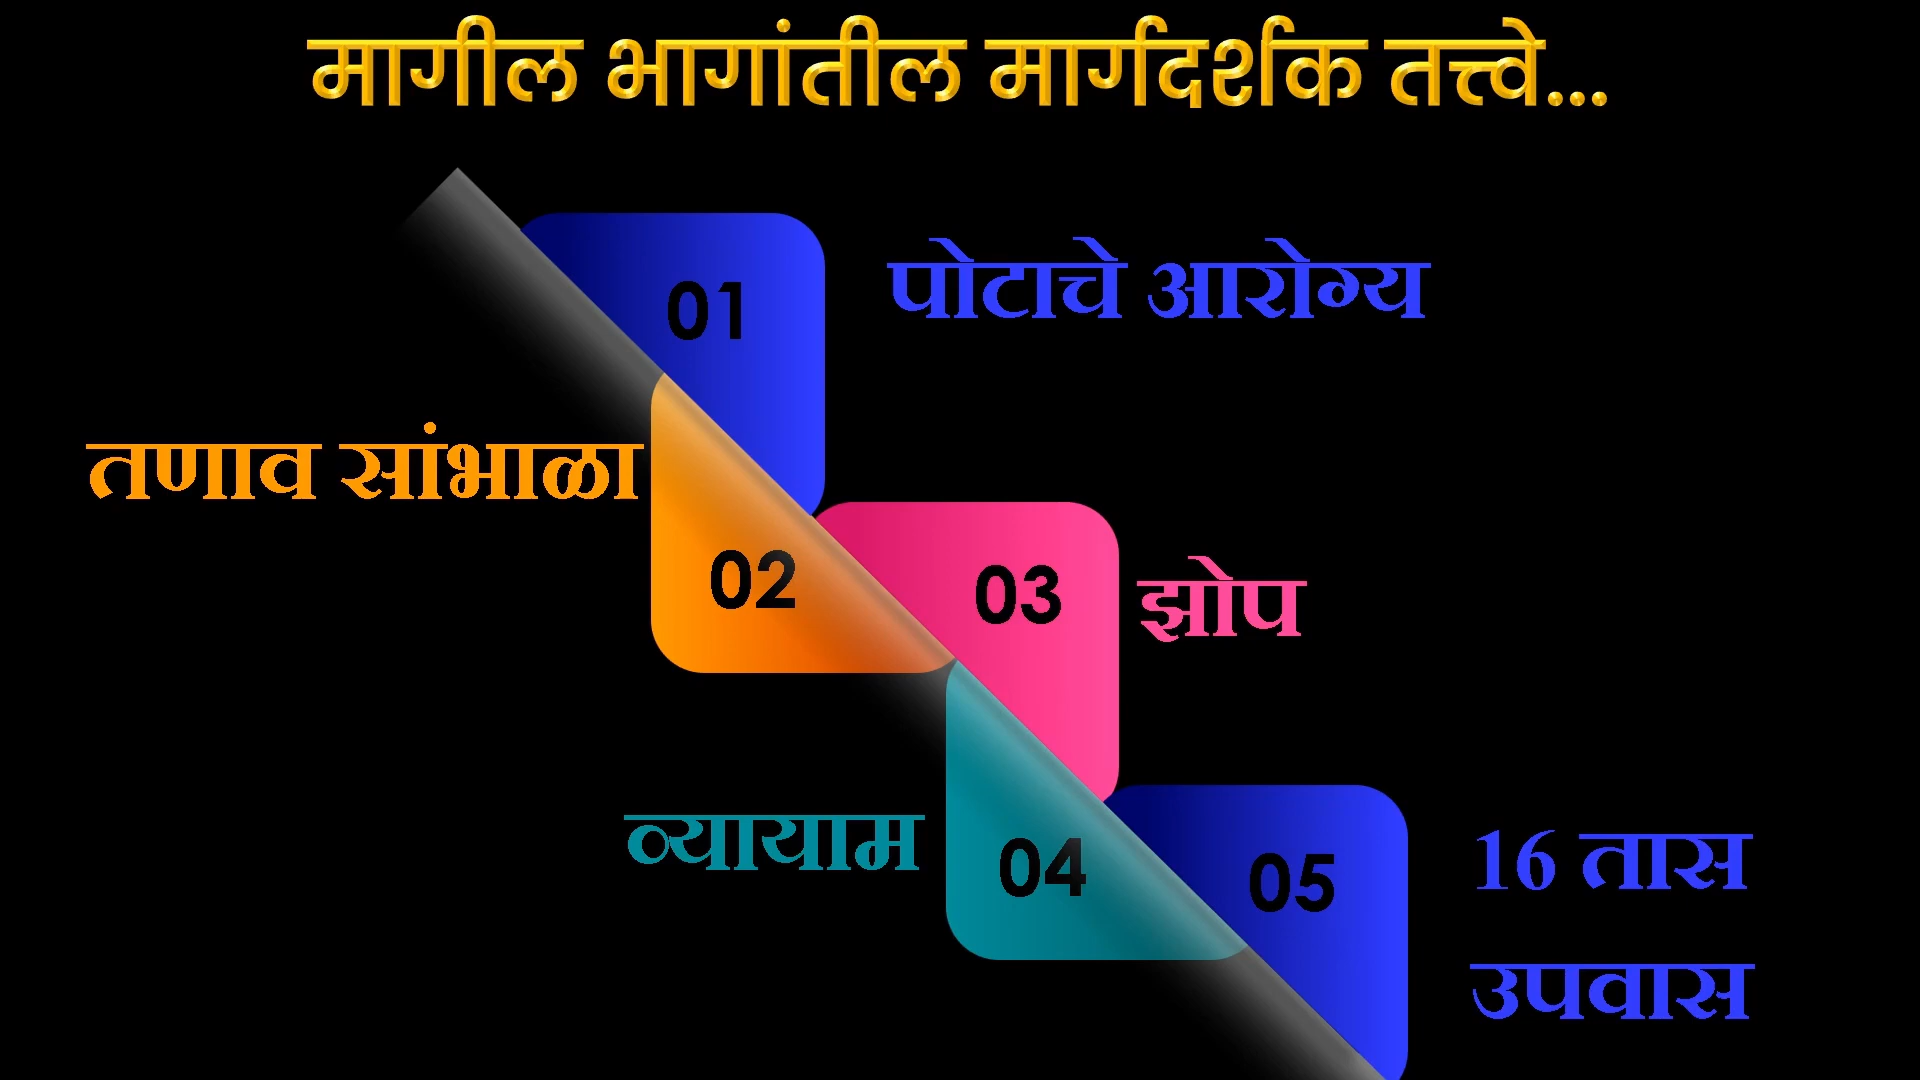 मागील भागांतील मार्गदर्शक तत्त्वे...
01
पोटाचे आरोग्य
तणाव सांभाळा
02
03
झोप
व्यायाम
04
05
16 तास
उपवास